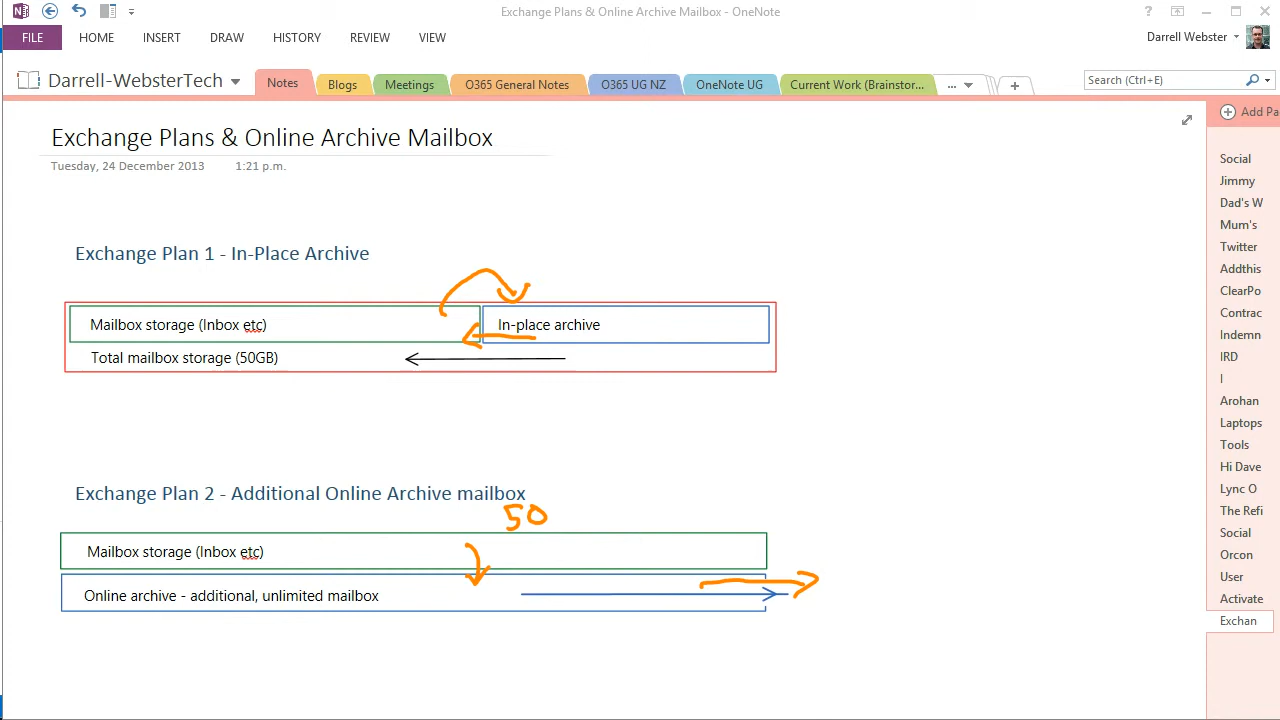 Exchange Plans & Online Archive Mailbox - OneNote
FILE HOME INSERT DRAW HISTORY REVIEW VIEW
Darrell Webster
Darrell-WebsterTech Notes Blogs Meetings O365 General Notes O365 UG NZ OneNote UG Current Work (Brainstor... ...
Search (Ctrl+E)
Add Pa
Exchange Plans & Online Archive Mailbox
Tuesday, 24 December 2013 1:21 p.m.
Exchange Plan 1 - In-Place Archive
Mailbox storage (Inbox etc)
In-place archive
Total mailbox storage (50GB)
Exchange Plan 2 - Additional Online Archive mailbox
50
Mailbox storage (Inbox etc)
Online archive - additional, unlimited mailbox
Social
Jimmy
Dad's W
Mum's
Twitter
Addthis
ClearPo
Contrac
Indemn
IRD
I
Arohan
Laptops
Tools
Hi Dave
Lync O
The Refi
Social
Orcon
User
Activate
Exchan